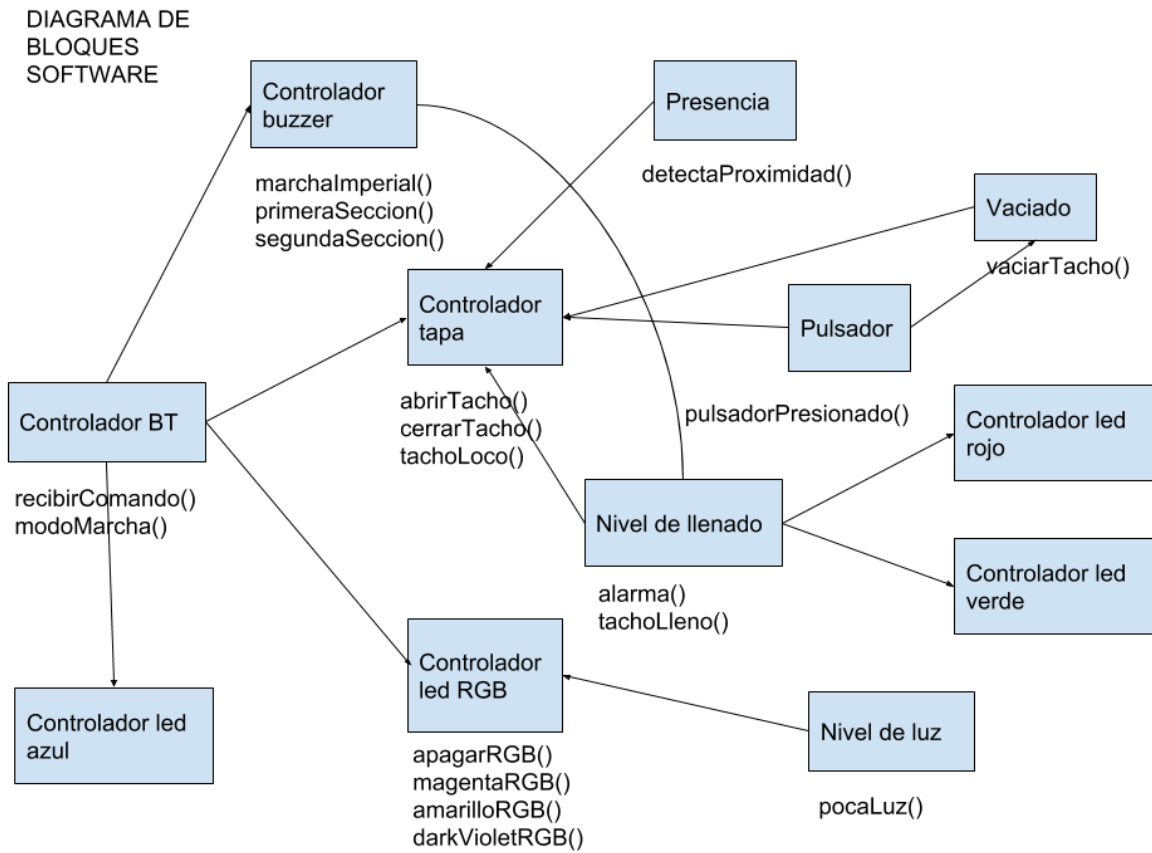 DIAGRAMA DE
BLOQUES
SOFTWARE
Controlador
buzzer
marchaImperial()
primeraSeccion()
segundaSeccion()
Presencia
detectaProximidad()
Vaciado
vaciarTacho()
Controlador
tapa
abrirTacho()
cerrarTacho()
tachoLoco()
Pulsador
pulsadorPresionado()
Controlador BT
recibirComando()
modoMarcha()
Controlador led
rojo
Nivel de llenado
alarma()
tachoLleno()
Controlador led
verde
Controlador
led RGB
apagarRGB()
magentaRGB()
amarilloRGB()
darkVioletRGB()
Controlador led
azul
Nivel de luz
pocaLuz()